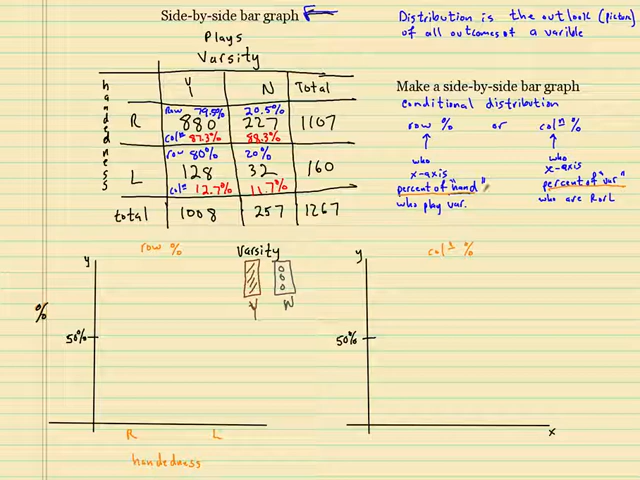 Side-by-side bar graph F
Plays
Varsity
Y N Total
handedness
Row 79.5% 20.5%
R 880 227 1107
col% 87.3% 88.3%
row 80% 20%
L 128 32 160
col% 12.7% 11.7%
total 1008 257 1267
Distribution is the outlook (picture)
of all outcomes of a varible
Make a side-by-side bar graph
conditional distribution
row % or colⁿ %
who who
x-axis x-axis
percent of "hand" percent of "var"
who play var. who are RorL
row % Varsity colⁿ %
y y
Y N
%
50% 50%
R L x
handedness